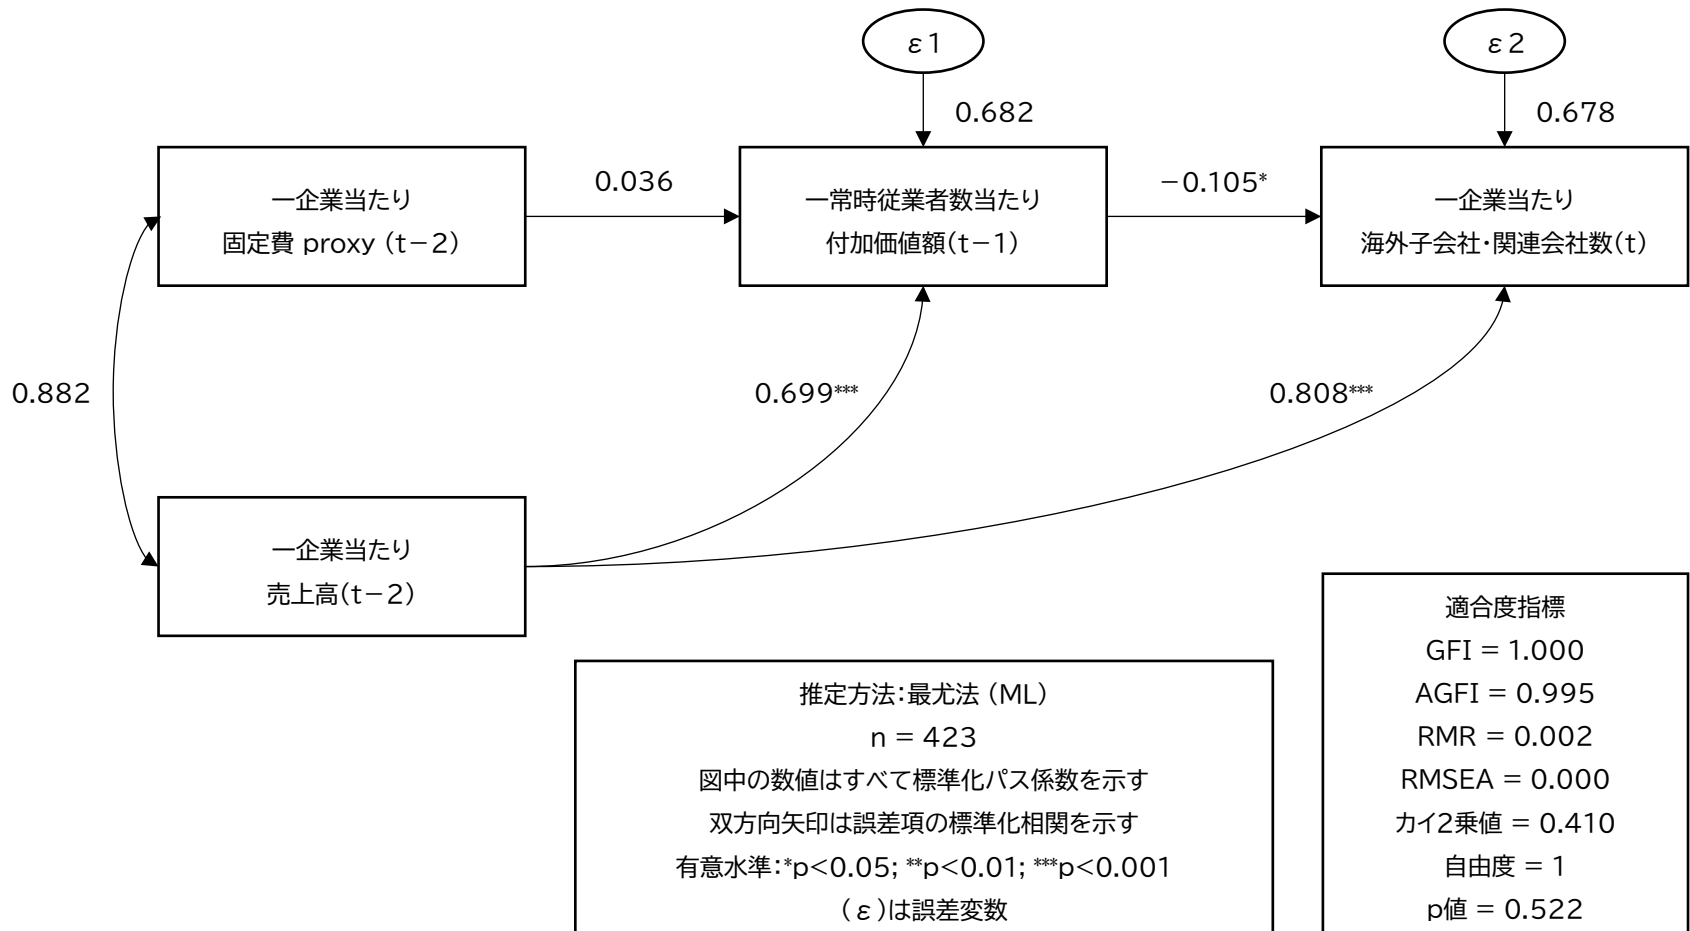 ε1
ε2
0.682
0.678
一企業当たり
固定費 proxy (t−2)
0.036
一常時従業者数当たり
付加価値額(t−1)
−0.105*
一企業当たり
海外子会社・関連会社数(t)
0.882
0.699***
0.808***
一企業当たり
売上高(t−2)
推定方法:最尤法 (ML)
n = 423
図中の数値はすべて標準化パス係数を示す
双方向矢印は誤差項の標準化相関を示す
有意水準:*p<0.05; **p<0.01; ***p<0.001
(ε)は誤差変数
適合度指標
GFI = 1.000
AGFI = 0.995
RMR = 0.002
RMSEA = 0.000
カイ2乗値 = 0.410
自由度 = 1
p値 = 0.522